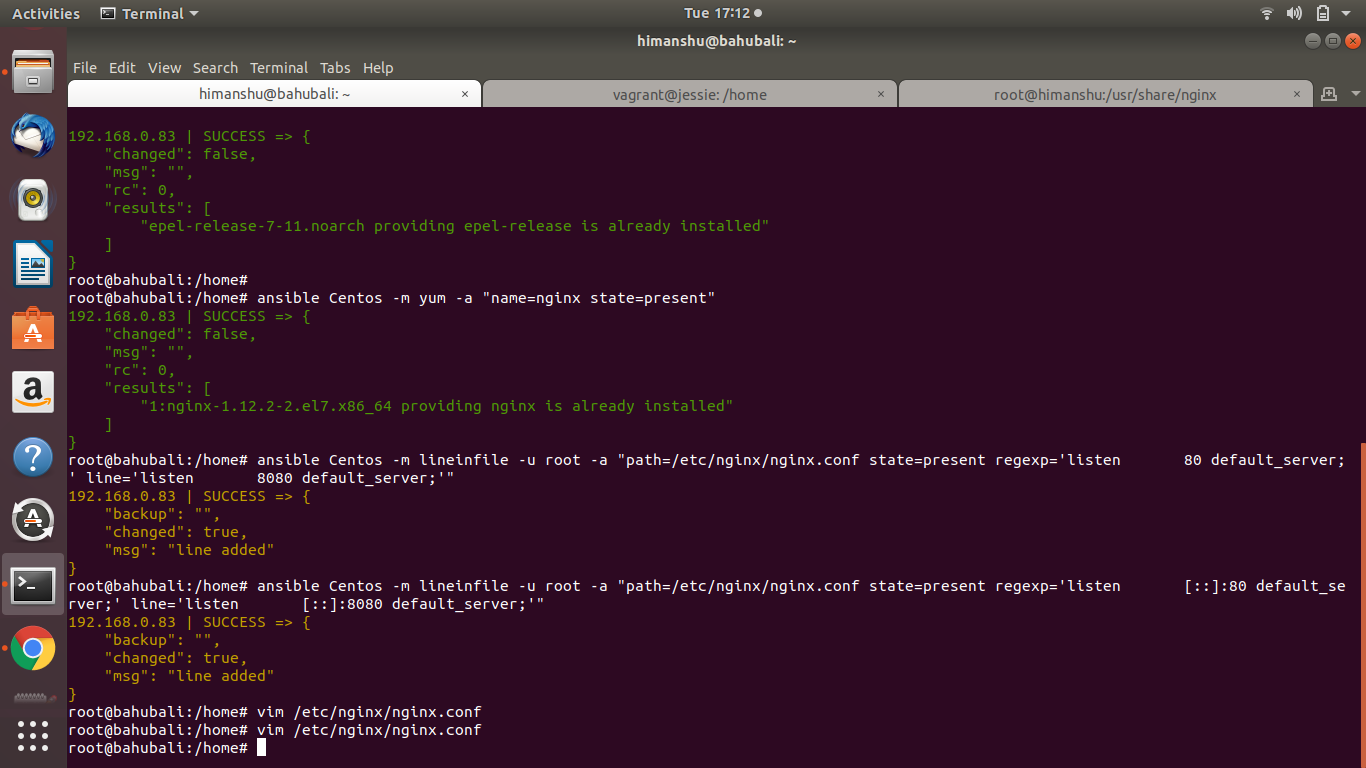 Activities Terminal Tue 17:12
himanshu@bahubali: ~
File Edit View Search Terminal Tabs Help
himanshu@bahubali: ~ × vagrant@jessie: /home × root@himanshu:/usr/share/nginx ×
192.168.0.83 | SUCCESS => {
    "changed": false,
    "msg": "",
    "rc": 0,
    "results": [
        "epel-release-7-11.noarch providing epel-release is already installed"
    ]
}
root@bahubali:/home#
root@bahubali:/home# ansible Centos -m yum -a "name=nginx state=present"
192.168.0.83 | SUCCESS => {
    "changed": false,
    "msg": "",
    "rc": 0,
    "results": [
        "1:nginx-1.12.2-2.el7.x86_64 providing nginx is already installed"
    ]
}
root@bahubali:/home# ansible Centos -m lineinfile -u root -a "path=/etc/nginx/nginx.conf state=present regexp='listen       80 default_server;
' line='listen       8080 default_server;'"
192.168.0.83 | SUCCESS => {
    "backup": "",
    "changed": true,
    "msg": "line added"
}
root@bahubali:/home# ansible Centos -m lineinfile -u root -a "path=/etc/nginx/nginx.conf state=present regexp='listen       [::]:80 default_se
rver;' line='listen       [::]:8080 default_server;'"
192.168.0.83 | SUCCESS => {
    "backup": "",
    "changed": true,
    "msg": "line added"
}
root@bahubali:/home# vim /etc/nginx/nginx.conf
root@bahubali:/home# vim /etc/nginx/nginx.conf
root@bahubali:/home#